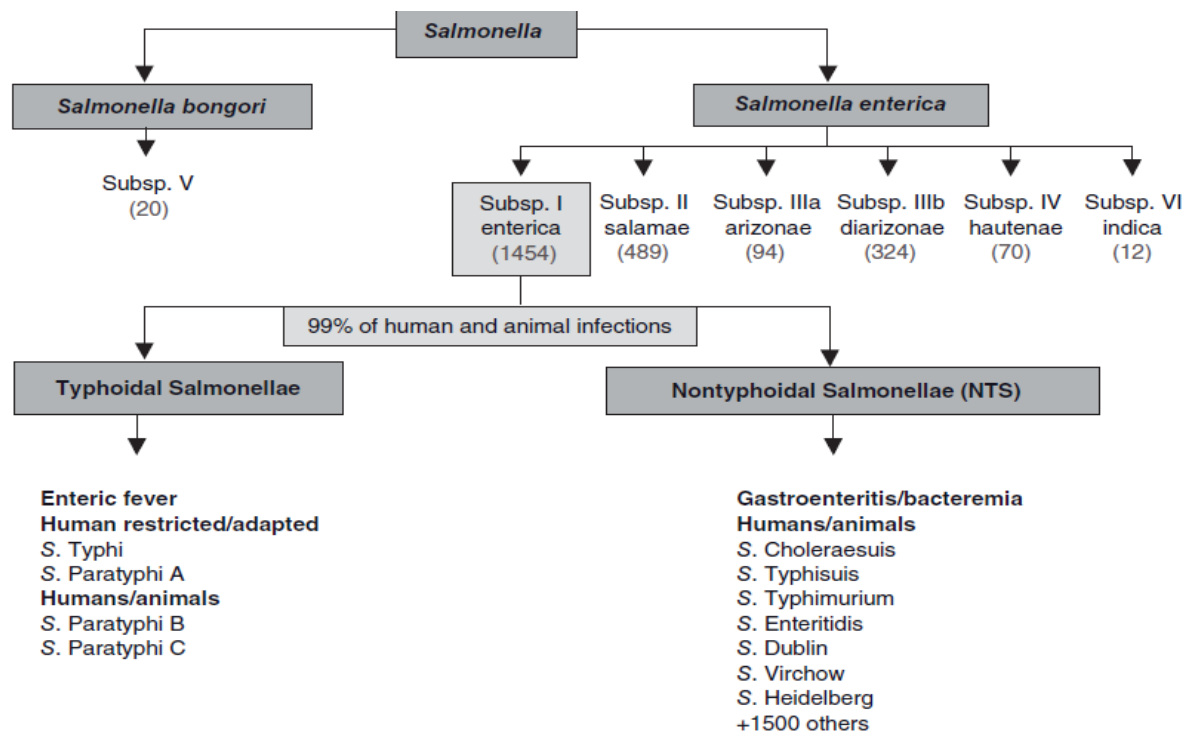 Salmonella
Salmonella bongori
Salmonella enterica
Subsp. V
(20)
Subsp. I
enterica
(1454)
Subsp. II
salamae
(489)
Subsp. IIIa
arizonae
(94)
Subsp. IIIb
diarizonae
(324)
Subsp. IV
hautenae
(70)
Subsp. VI
indica
(12)
99% of human and animal infections
Typhoidal Salmonellae
Nontyphoidal Salmonellae (NTS)
Enteric fever
Human restricted/adapted
S. Typhi
S. Paratyphi A
Humans/animals
S. Paratyphi B
S. Paratyphi C
Gastroenteritis/bacteremia
Humans/animals
S. Choleraesuis
S. Typhisuis
S. Typhimurium
S. Enteritidis
S. Dublin
S. Virchow
S. Heidelberg
+1500 others